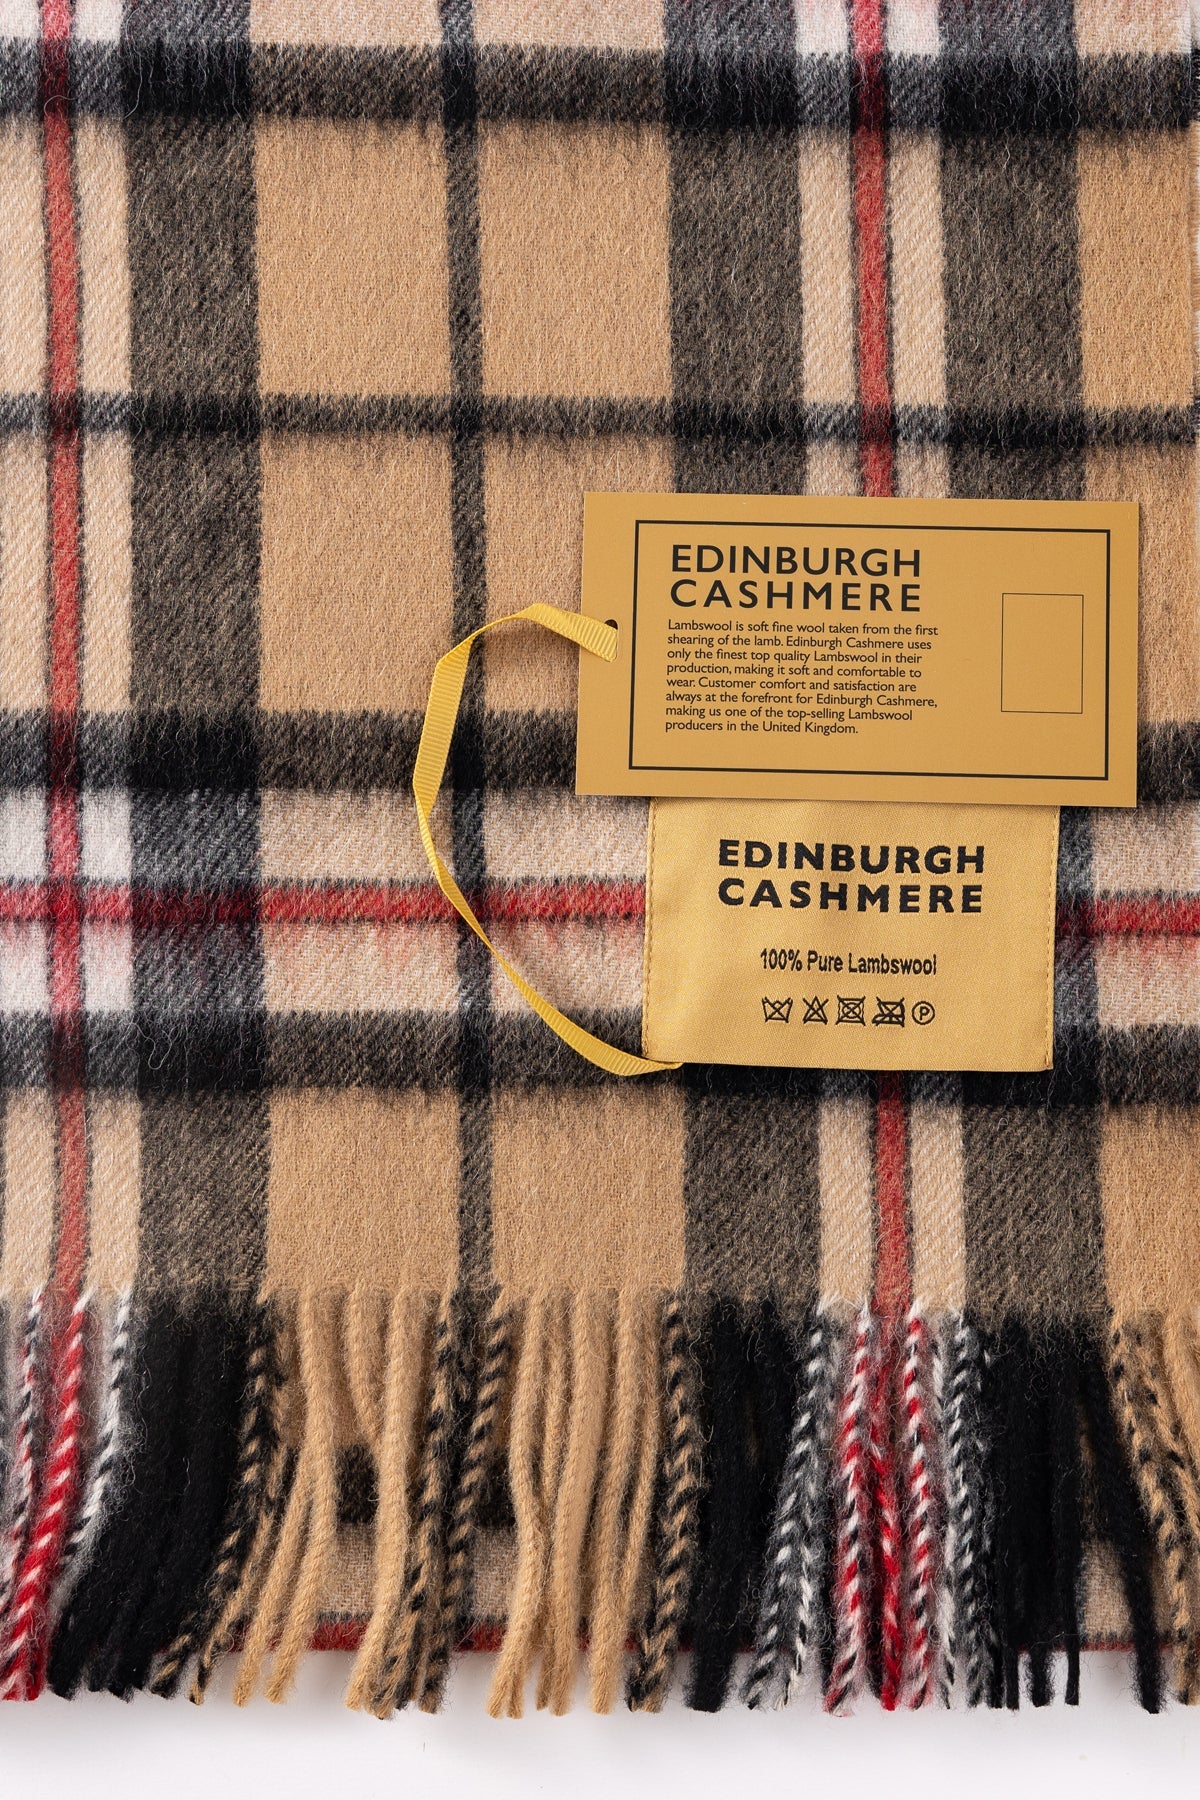 EDINBURGH
CASHMERE
Lambswool is soft fine wool taken from the first
shearing of the lamb. Edinburgh Cashmere uses
only the finest top quality Lambswool in their
production, making it soft and comfortable to
wear. Customer comfort and satisfaction are
always at the forefront for Edinburgh Cashmere,
making us one of the top-selling Lambswool
producers in the United Kingdom.
EDINBURGH
CASHMERE
100% Pure Lambswool
P